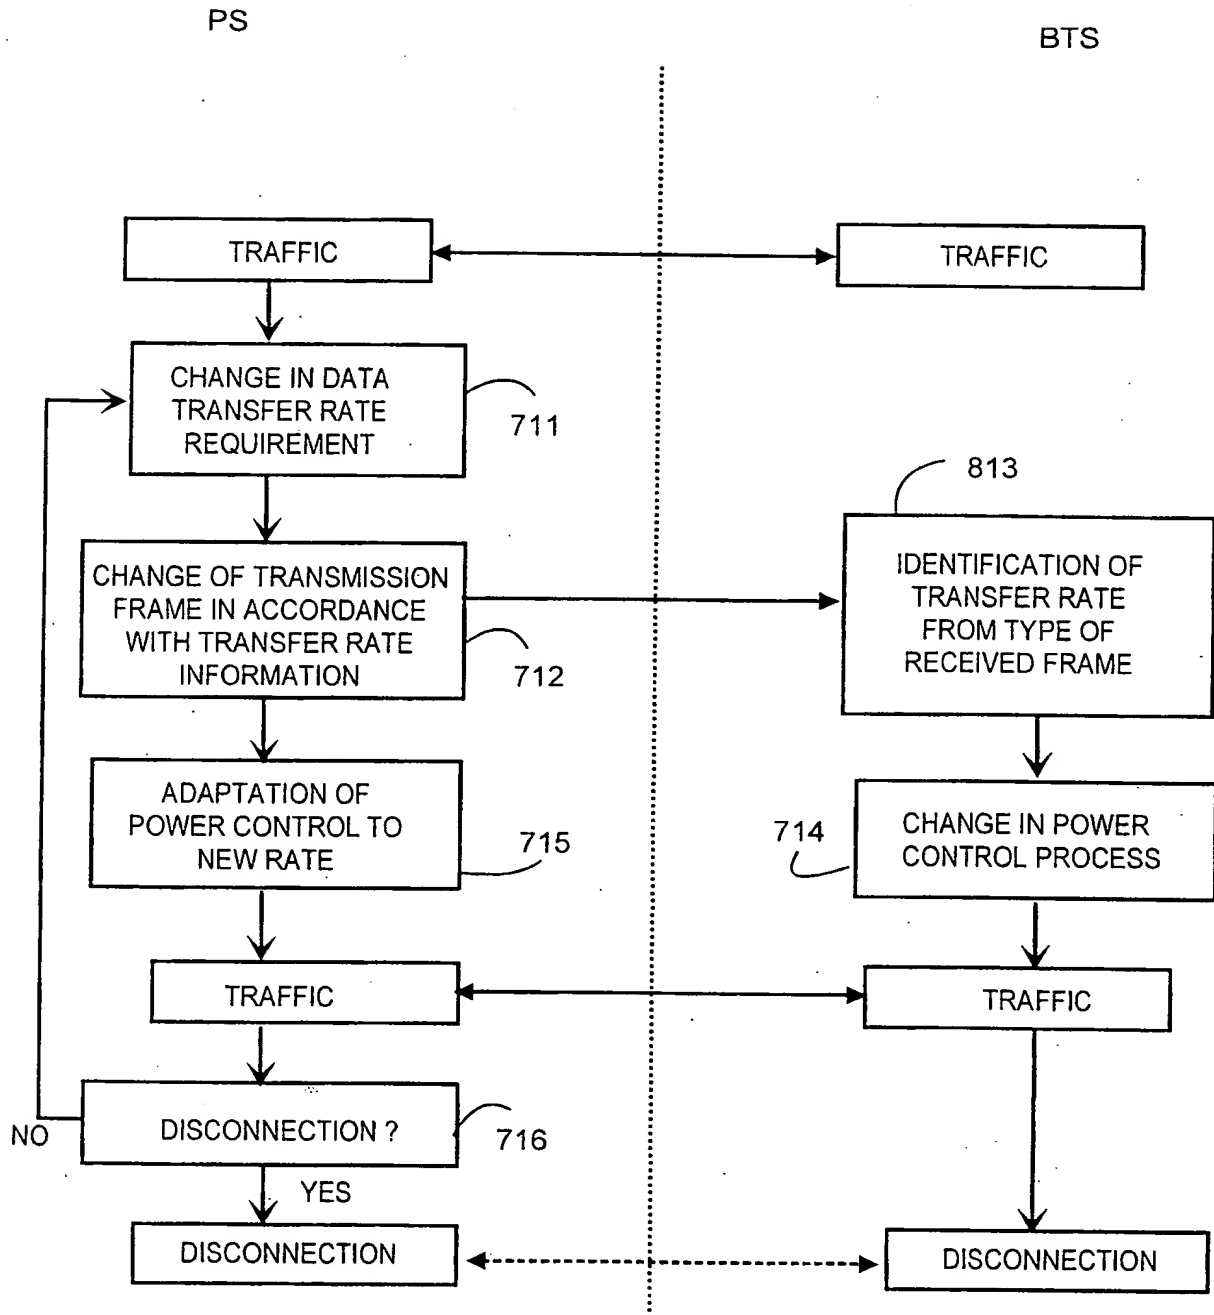 PS
BTS
TRAFFIC
TRAFFIC
CHANGE IN DATA
TRANSFER RATE
REQUIREMENT
711
813
CHANGE OF TRANSMISSION
FRAME IN ACCORDANCE
WITH TRANSFER RATE
INFORMATION
712
IDENTIFICATION OF
TRANSFER RATE
FROM TYPE OF
RECEIVED FRAME
ADAPTATION OF
POWER CONTROL TO
NEW RATE
715
714
CHANGE IN POWER
CONTROL PROCESS
TRAFFIC
TRAFFIC
NO
DISCONNECTION ?
716
YES
DISCONNECTION
DISCONNECTION